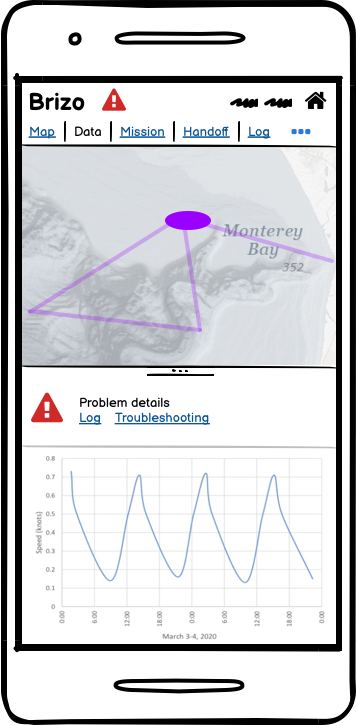 Brizo
Map Data Mission Handoff Log
Monterey
Bay
352
Problem details
Log Troubleshooting
0.8
0.7
0.6
0.5
0.4
0.3
0.2
0.1
0
Speed (knots)
0:00 6:00 12:00 18:00 0:00 6:00 12:00 18:00 0:00
March 3-4, 2020